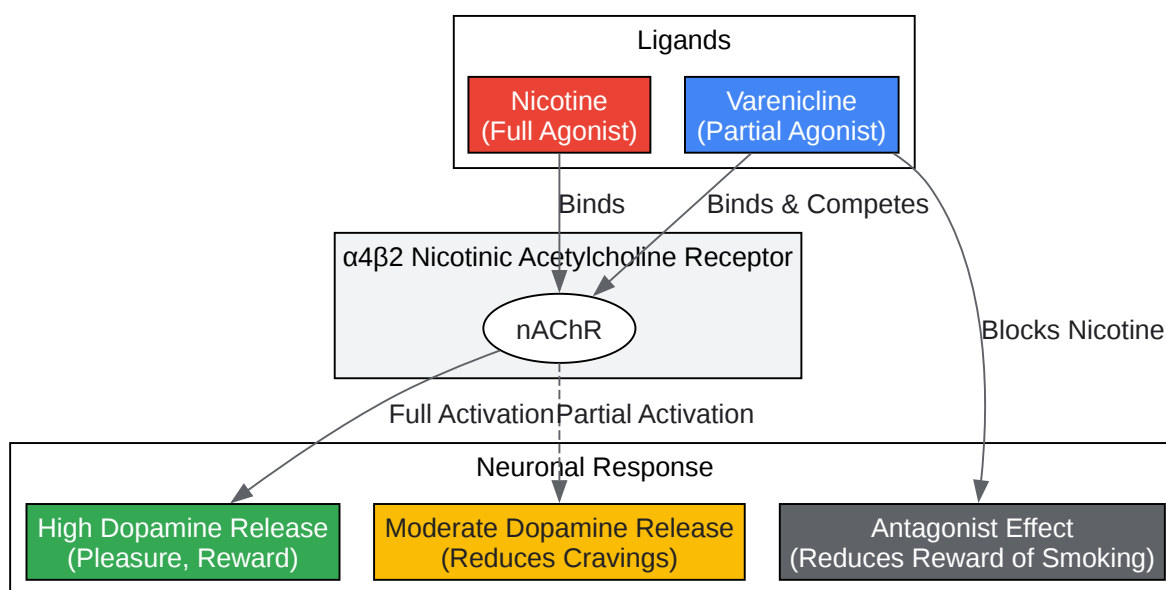 Ligands
Nicotine
(Full Agonist)
Varenicline
(Partial Agonist)
Binds
Binds & Competes
α4β2 Nicotinic Acetylcholine Receptor
nAChR
Blocks Nicotine
Full Activation
Partial Activation
Neuronal Response
High Dopamine Release
(Pleasure, Reward)
Moderate Dopamine Release
(Reduces Cravings)
Antagonist Effect
(Reduces Reward of Smoking)